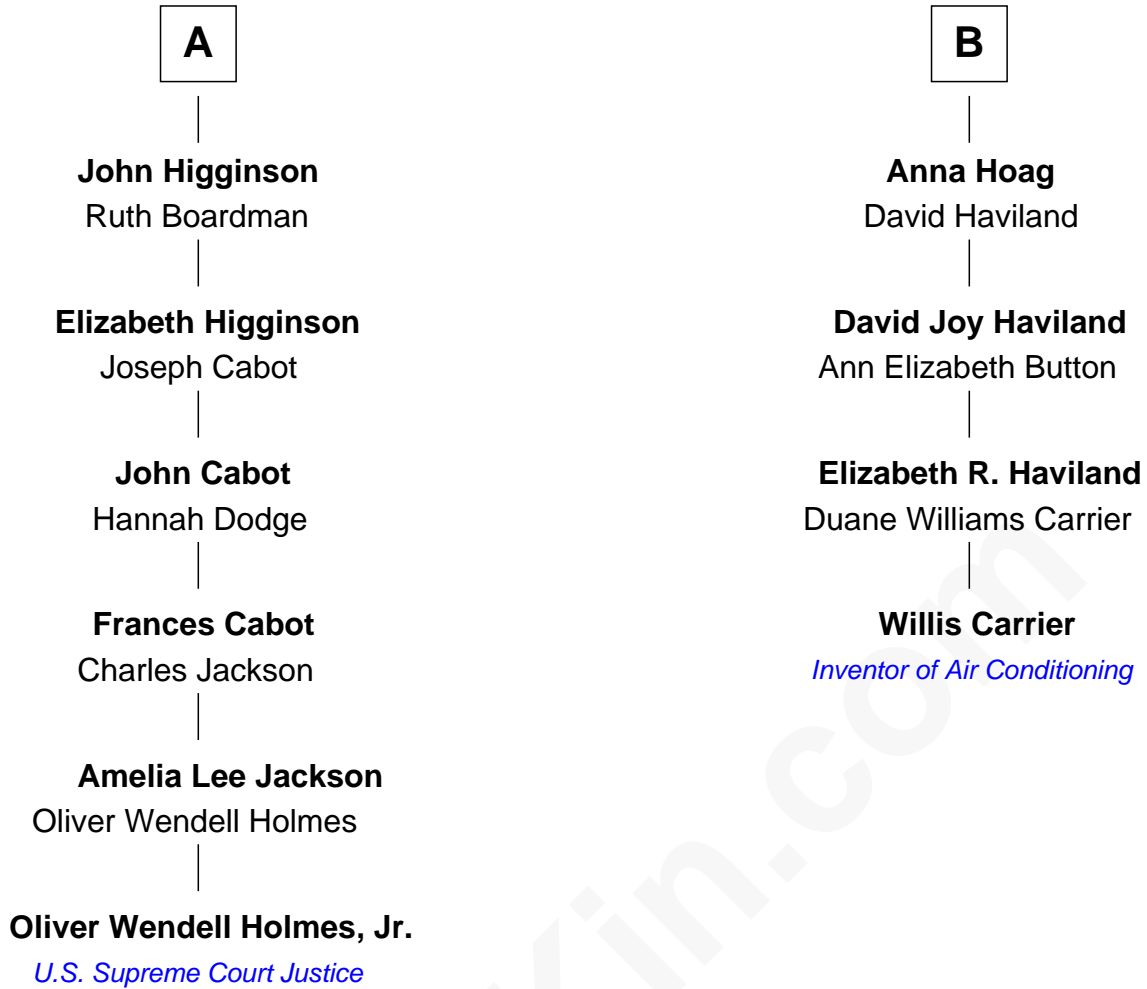 A
John Higginson
Ruth Boardman
Elizabeth Higginson
Joseph Cabot
John Cabot
Hannah Dodge
Frances Cabot
Charles Jackson
Amelia Lee Jackson
Oliver Wendell Holmes
Oliver Wendell Holmes, Jr.
U.S. Supreme Court Justice
B
Anna Hoag
David Haviland
David Joy Haviland
Ann Elizabeth Button
Elizabeth R. Haviland
Duane Williams Carrier
Willis Carrier
Inventor of Air Conditioning
Kin.com